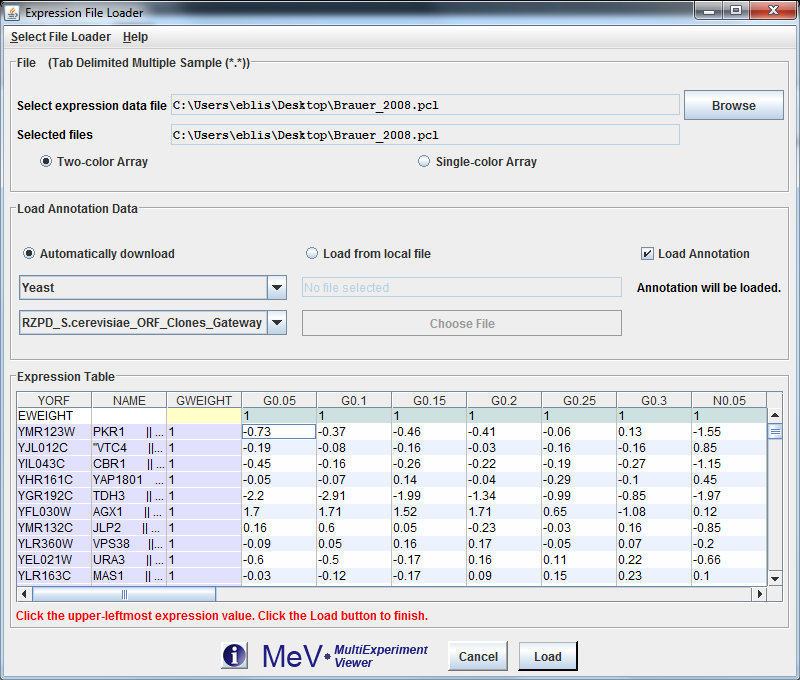 Expression File Loader
Select File Loader Help
File (Tab Delimited Multiple Sample (*.*))
Select expression data file C:\Users\eblis\Desktop\Brauer_2008.pcl Browse
Selected files C:\Users\eblis\Desktop\Brauer_2008.pcl
Two-color Array Single-color Array
Load Annotation Data
Automatically download Load from local file Load Annotation
Yeast No file selected Annotation will be loaded.
RZPD_S.cerevisiae_ORF_Clones_Gateway Choose File
Expression Table
YORF NAME GWEIGHT G0.05 G0.1 G0.15 G0.2 G0.25 G0.3 N0.05
EWEIGHT 1 1 1 1 1 1 1
YMR123W PKR1 || ... 1 -0.73 -0.37 -0.46 -0.41 -0.06 0.13 -1.55
YJL012C "VTC4 ||... 1 -0.19 -0.08 -0.16 -0.03 -0.16 -0.16 0.85
YIL043C CBR1 || ... 1 -0.45 -0.16 -0.26 -0.22 -0.19 -0.27 -1.15
YHR161C YAP1801 ... 1 -0.05 -0.07 0.14 -0.04 -0.29 -0.1 0.45
YGR192C TDH3 || ... 1 -2.2 -2.91 -1.99 -1.34 -0.99 -0.85 -1.97
YFL030W AGX1 || ... 1 1.7 1.71 1.52 1.71 0.65 -1.08 0.12
YMR132C JLP2 || ... 1 0.16 0.6 0.05 -0.23 -0.03 0.16 -0.85
YLR360W VPS38 ||... 1 -0.09 0.05 0.16 0.17 -0.05 0.07 -0.2
YEL021W URA3 || ... 1 -0.6 -0.5 -0.17 0.16 0.11 0.22 -0.66
YLR163C MAS1 || ... 1 -0.03 -0.12 -0.17 0.09 0.15 0.23 0.1
Click the upper-leftmost expression value. Click the Load button to finish.
MeV MultiExperiment Viewer Cancel Load